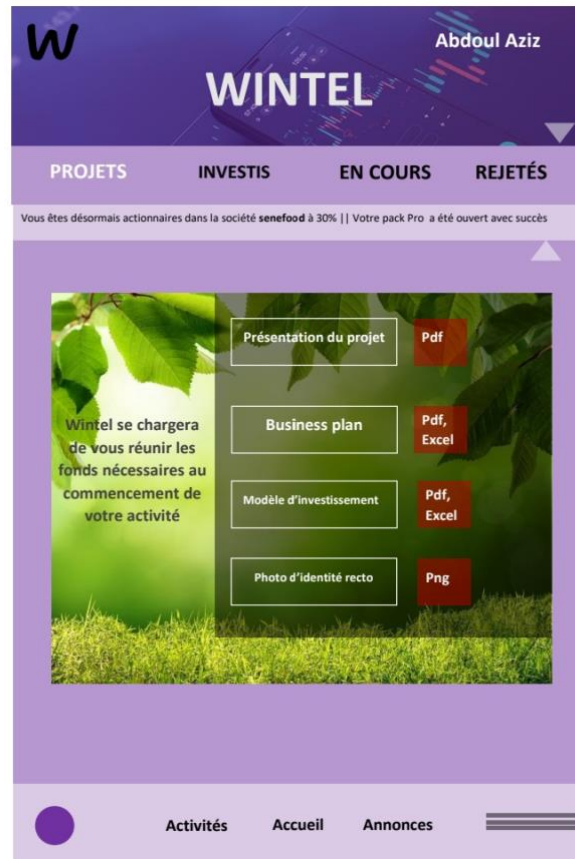 W
Abdoul Aziz
WINTEL
PROJETS INVESTIS EN COURS REJETÉS
Vous êtes désormais actionnaires dans la société senefood à 30% || Votre pack Pro a été ouvert avec succès
Wintel se chargera
de vous réunir les
fonds nécessaires au
commencement de
votre activité
Présentation du projet Pdf
Business plan Pdf,
Excel
Modèle d’investissement Pdf,
Excel
Photo d’identité recto Png
Activités Accueil Annonces